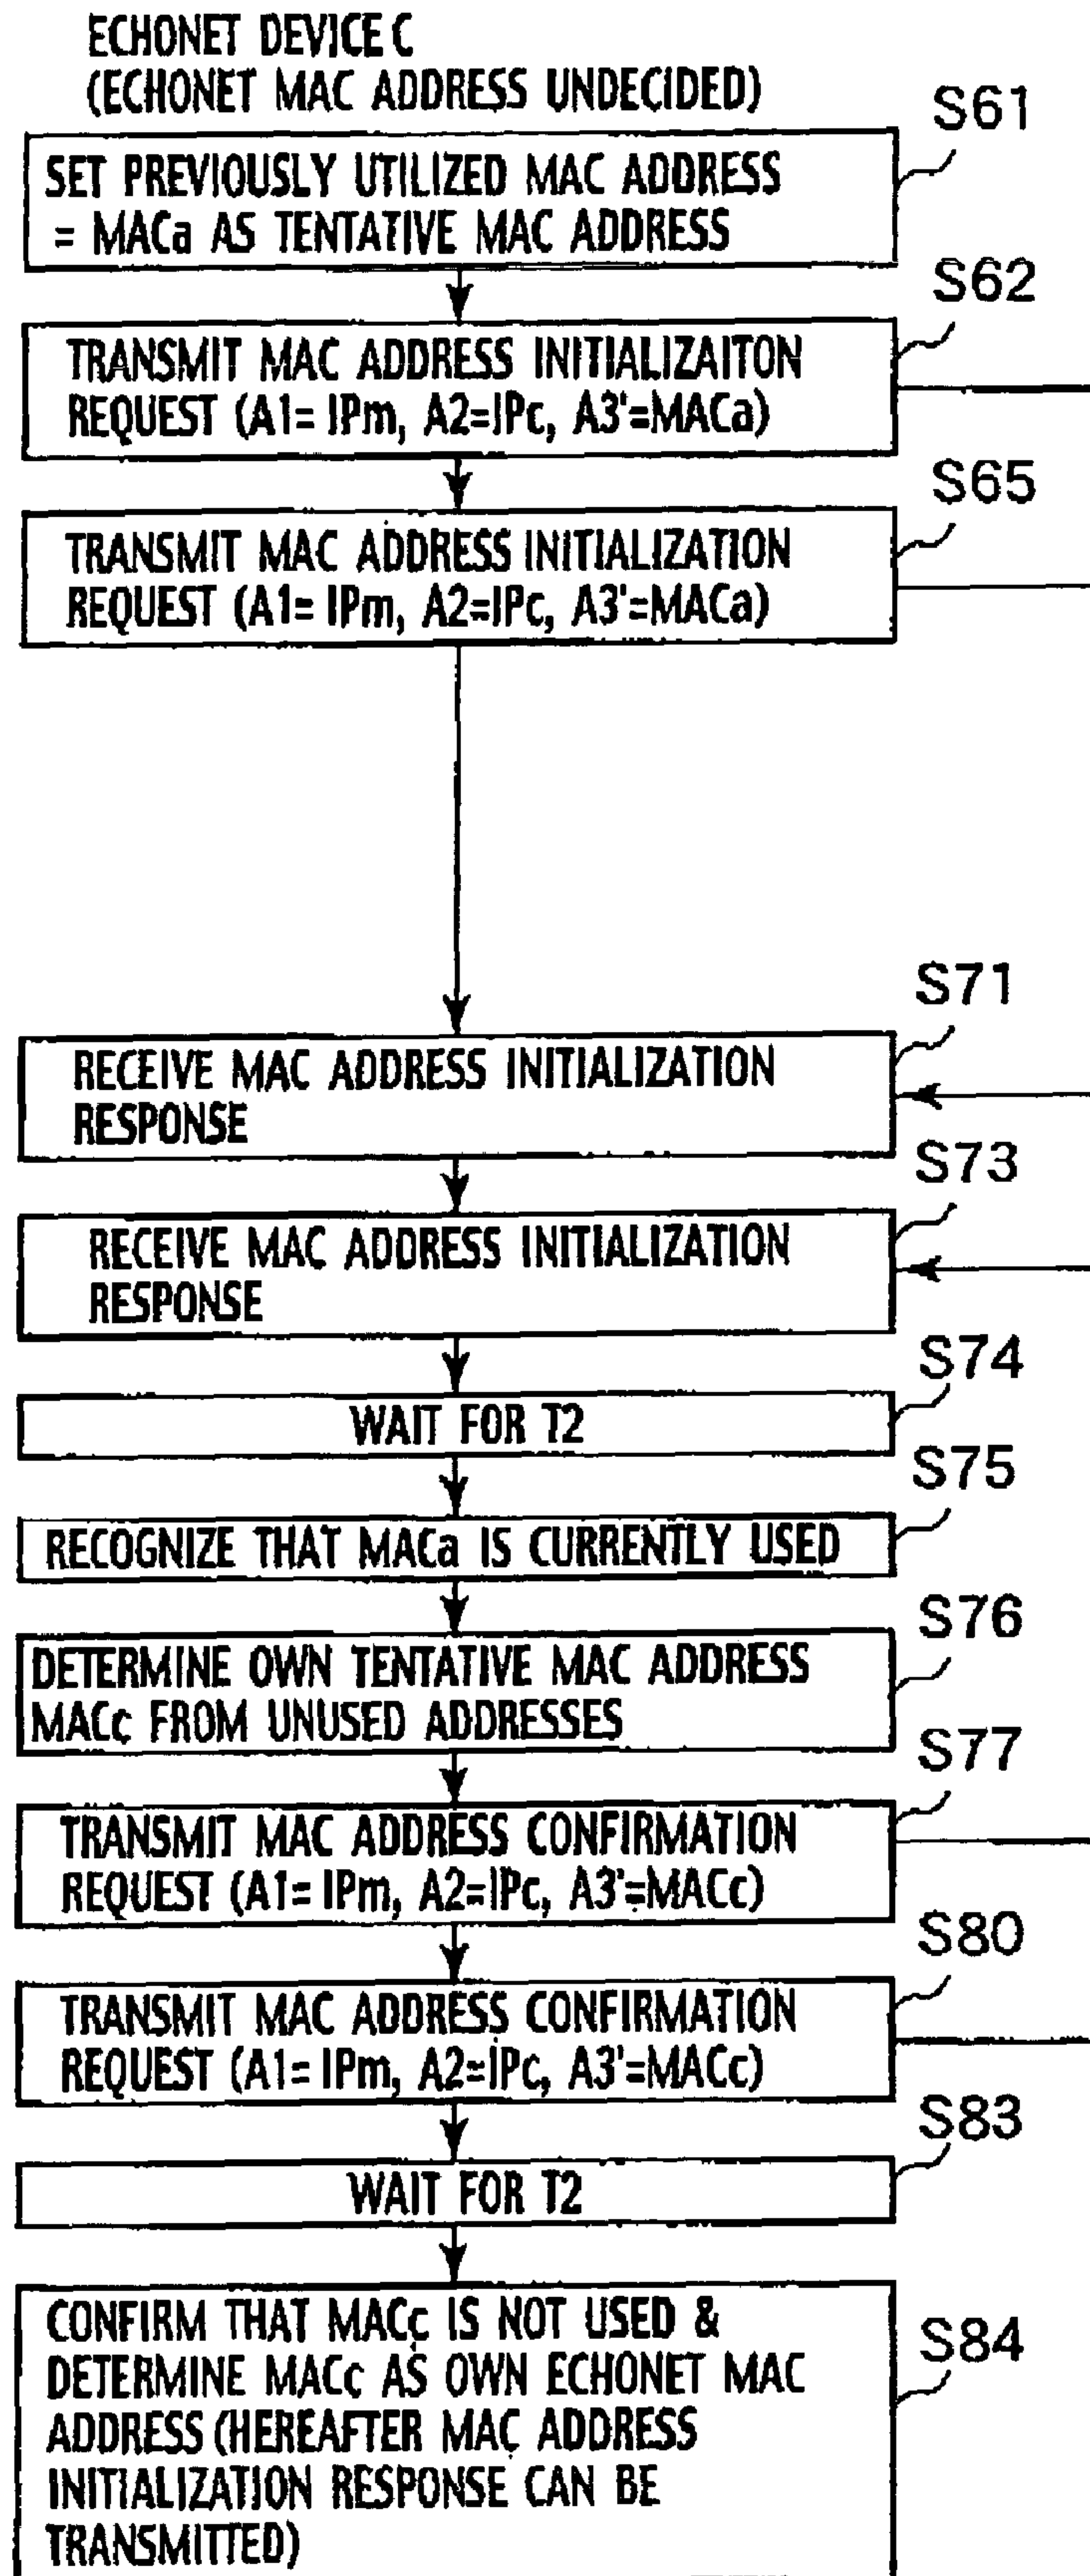 ECHONET DEVICE C
(ECHONET MAC ADDRESS UNDECIDED)
S61
SET PREVIOUSLY UTILIZED MAC ADDRESS
= MACa AS TENTATIVE MAC ADDRESS
S62
TRANSMIT MAC ADDRESS INITIALIZAITON
REQUEST (A1= IPm, A2=IPc, A3'=MACa)
S65
TRANSMIT MAC ADDRESS INITIALIZATION
REQUEST (A1= IPm, A2=IPc, A3'=MACa)
S71
RECEIVE MAC ADDRESS INITIALIZATION
RESPONSE
S73
RECEIVE MAC ADDRESS INITIALIZATION
RESPONSE
S74
WAIT FOR T2
S75
RECOGNIZE THAT MACa IS CURRENTLY USED
S76
DETERMINE OWN TENTATIVE MAC ADDRESS
MACc FROM UNUSED ADDRESSES
S77
TRANSMIT MAC ADDRESS CONFIRMATION
REQUEST (A1= IPm, A2=IPc, A3'=MACc)
S80
TRANSMIT MAC ADDRESS CONFIRMATION
REQUEST (A1= IPm, A2=IPc, A3'=MACc)
S83
WAIT FOR T2
S84
CONFIRM THAT MACc IS NOT USED &
DETERMINE MACc AS OWN ECHONET MAC
ADDRESS (HEREAFTER MAC ADDRESS
INITIALIZATION RESPONSE CAN BE
TRANSMITTED)